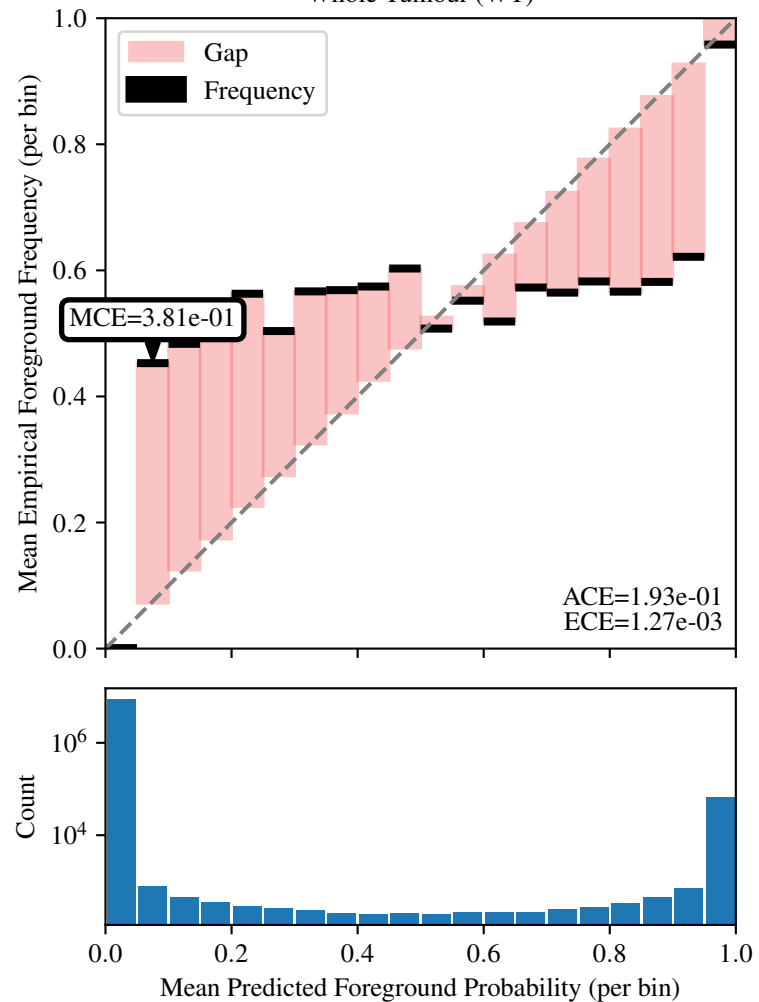 Whole Tumour (WT)
1.0
Gap
Frequency
0.8
0.6
MCE=3.81e-01
0.4
0.2
0.0
Mean Empirical Foreground Frequency (per bin)
ACE=1.93e-01
ECE=1.27e-03
10^6
10^4
Count
0.0 0.2 0.4 0.6 0.8 1.0
Mean Predicted Foreground Probability (per bin)